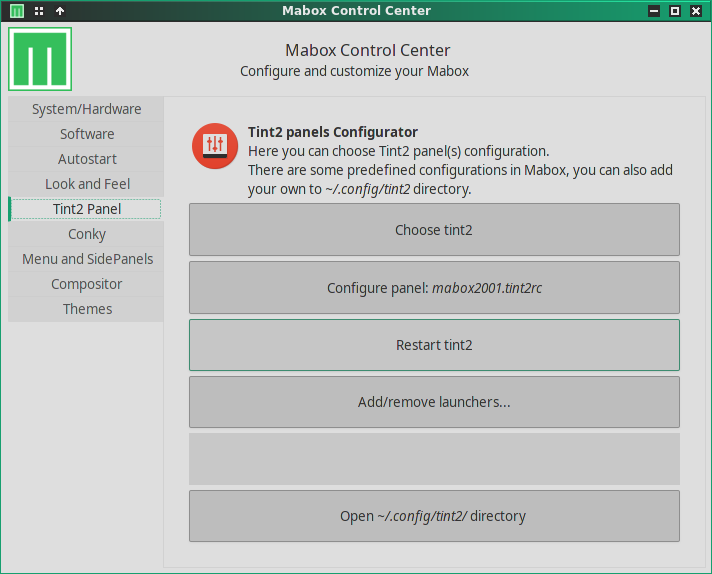 Mabox Control Center
Mabox Control Center
Configure and customize your Mabox
System/Hardware
Software
Autostart
Look and Feel
Tint2 Panel
Conky
Menu and SidePanels
Compositor
Themes
Tint2 panels Configurator
Here you can choose Tint2 panel(s) configuration.
There are some predefined configurations in Mabox, you can also add
your own to ~/.config/tint2 directory.
Choose tint2
Configure panel: mabox2001.tint2rc
Restart tint2
Add/remove launchers...
Open ~/.config/tint2/ directory